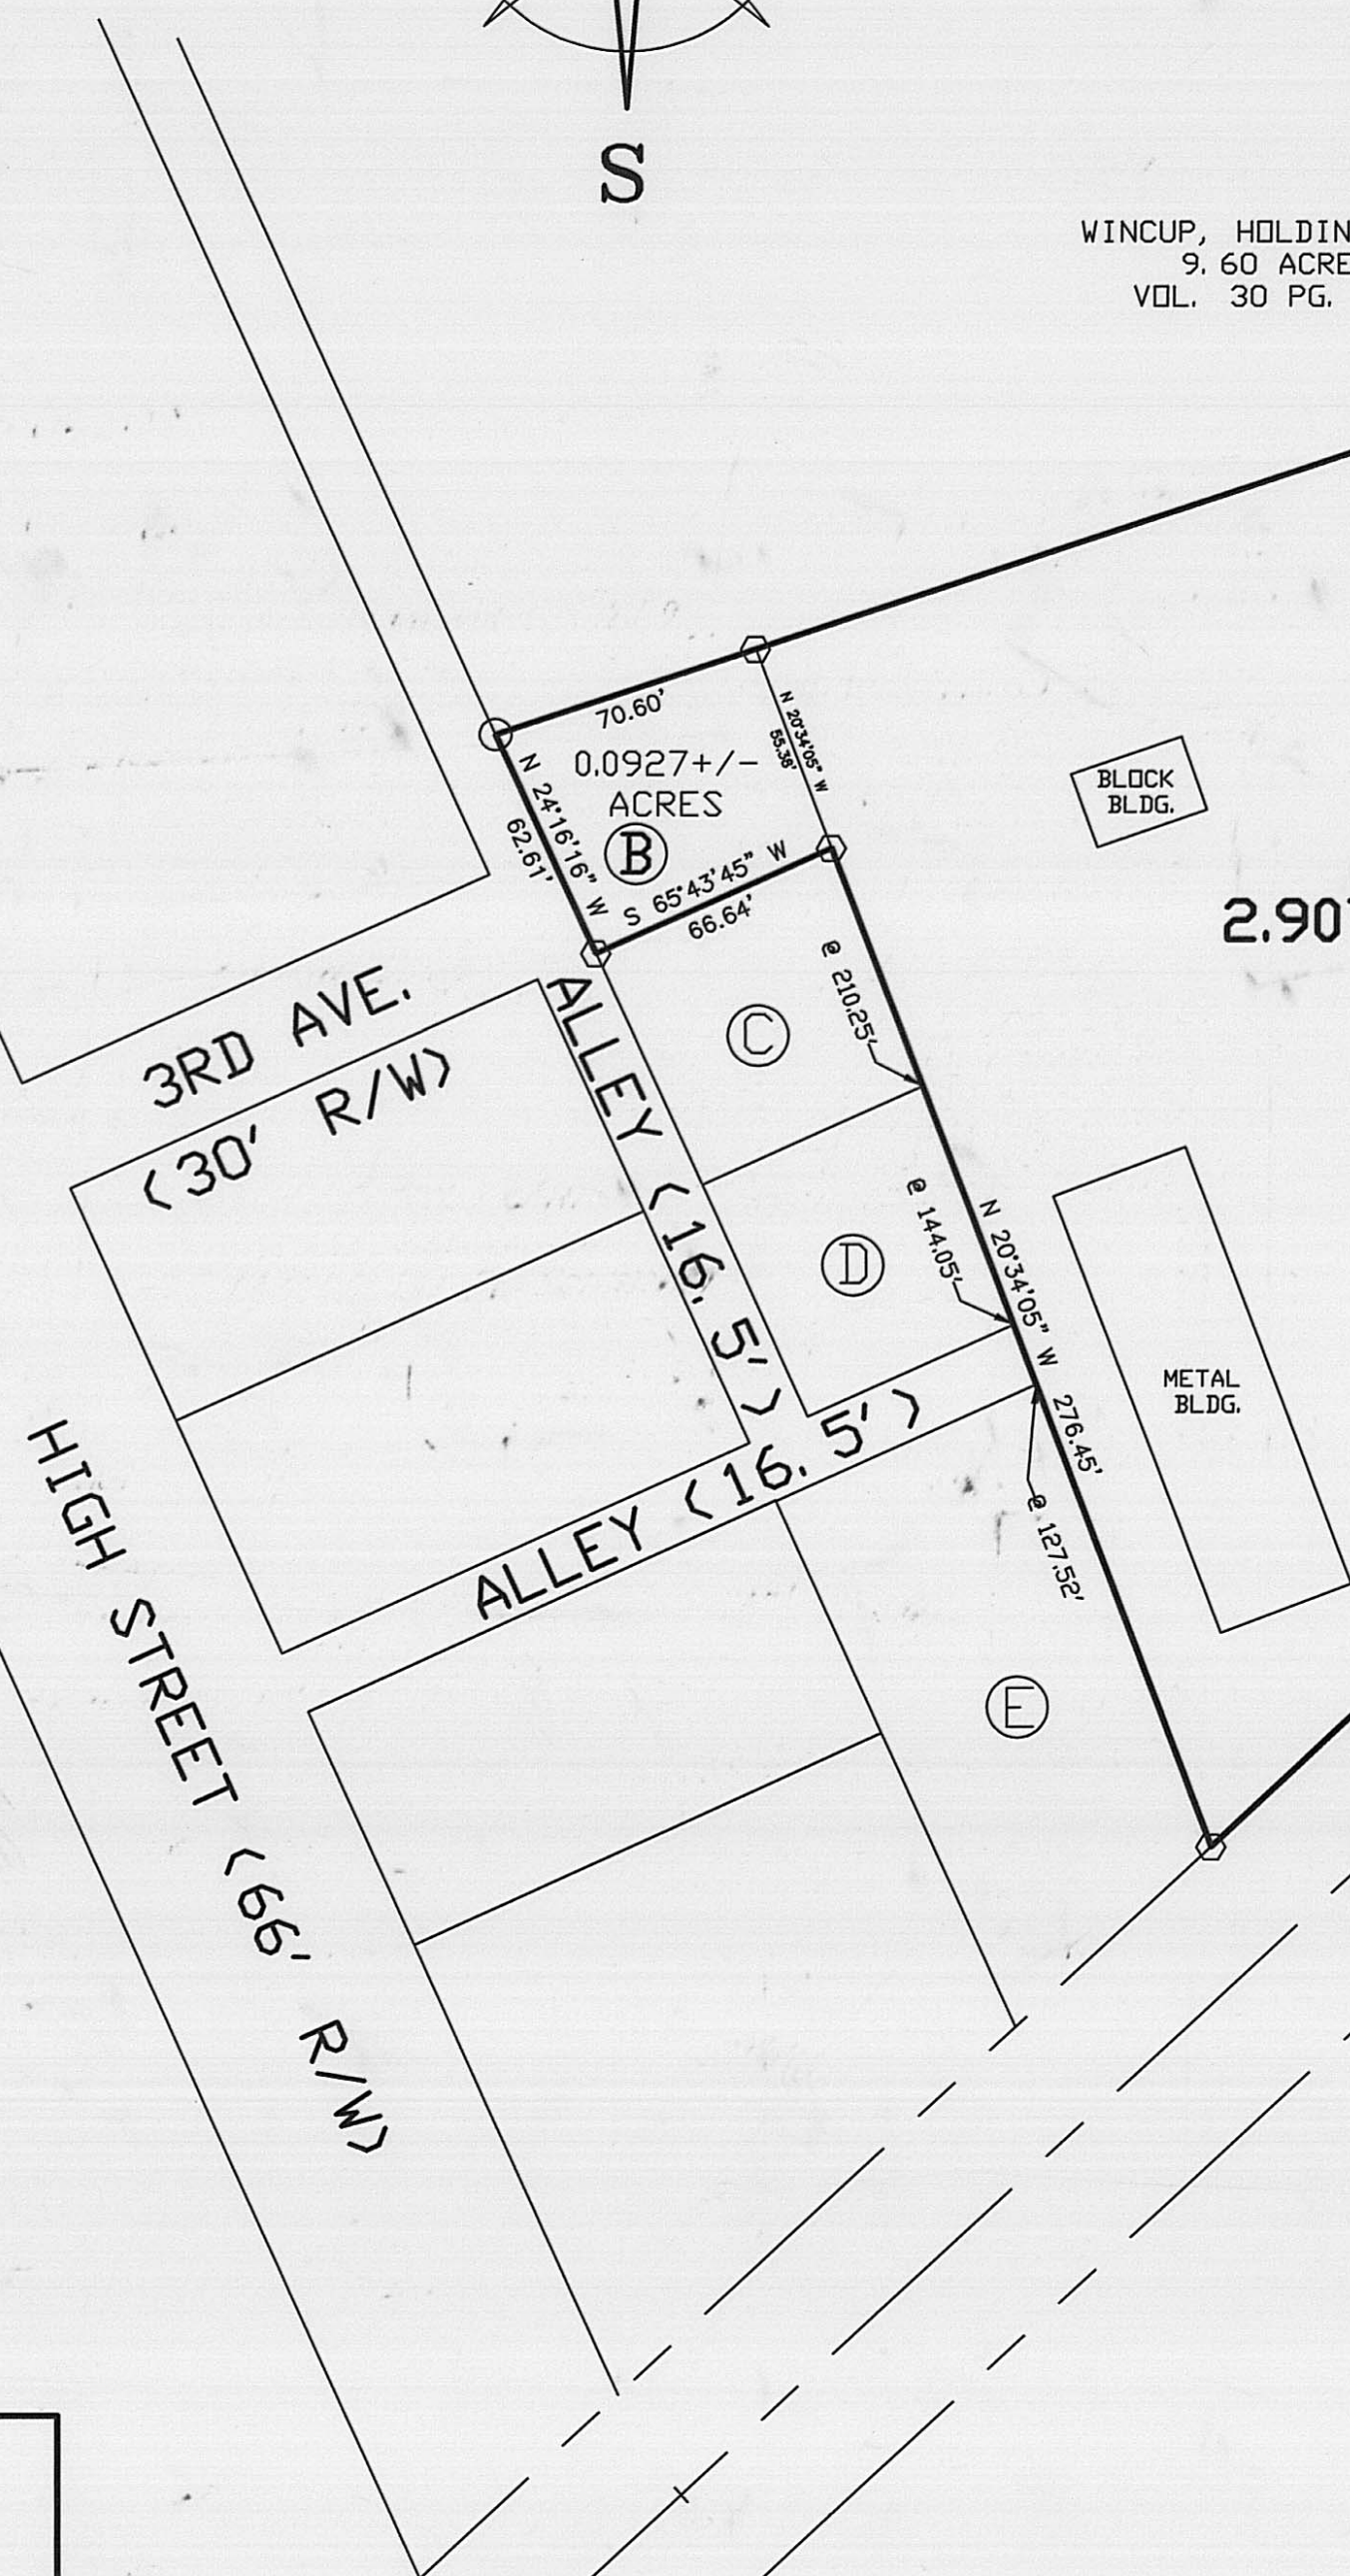 S
WINCUP, HOLDIN
9.60 ACRE
VOL. 30 PG.
70.60'
N 20°34'05" W
55.38'
0.0927+/-
ACRES
B
N 24°16'16" W
62.61'
S 65°43'45" W
66.64'
BLOCK
BLDG.
2.90
3RD AVE.
(30' R/W)
ALLEY (16.5')
C
@ 210.25'
D
@ 144.05'
N 20°34'05" W 276.45'
METAL
BLDG.
ALLEY (16.5')
@ 127.52'
E
HIGH STREET (66' R/W)